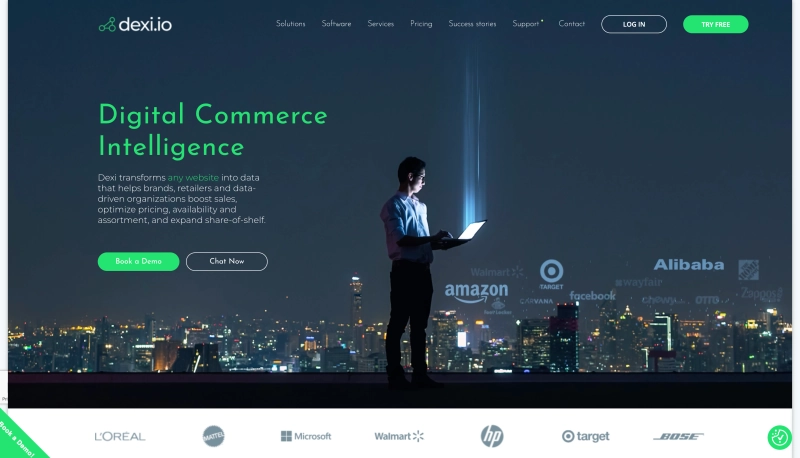 dexi.io
Solutions Software Services Pricing Success stories Support Contact LOG IN TRY FREE
Digital Commerce
Intelligence
Dexi transforms any website into data
that helps brands, retailers and data-
driven organizations boost sales,
optimize pricing, availability and
assortment, and expand share-of-shelf.
Book a Demo Chat Now
Alibaba
Walmart
TARGET
wayfair
amazon
facebook
Zappos
CARVANA
OTTO
L'ORÉAL MATTEL Microsoft Walmart hp target BOSE
Book a Demo!